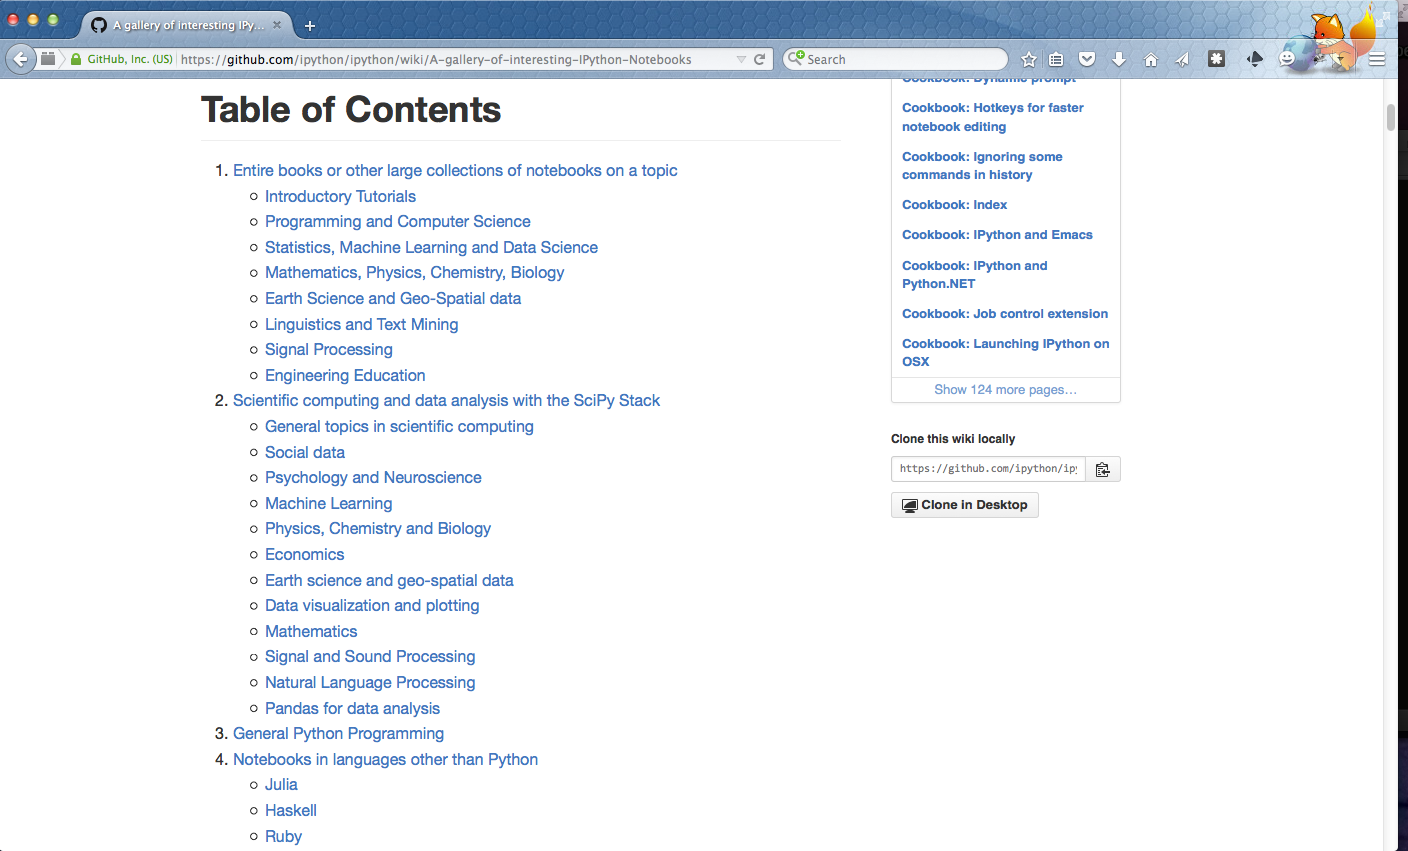 A gallery of interesting IPy...
GitHub, Inc. (US)
https://github.com/ipython/ipython/wiki/A-gallery-of-interesting-IPython-Notebooks
Search
Table of Contents
1. Entire books or other large collections of notebooks on a topic
Introductory Tutorials
Programming and Computer Science
Statistics, Machine Learning and Data Science
Mathematics, Physics, Chemistry, Biology
Earth Science and Geo-Spatial data
Linguistics and Text Mining
Signal Processing
Engineering Education
2. Scientific computing and data analysis with the SciPy Stack
General topics in scientific computing
Social data
Psychology and Neuroscience
Machine Learning
Physics, Chemistry and Biology
Economics
Earth science and geo-spatial data
Data visualization and plotting
Mathematics
Signal and Sound Processing
Natural Language Processing
Pandas for data analysis
3. General Python Programming
4. Notebooks in languages other than Python
Julia
Haskell
Ruby
Cookbook: Dynamic prompt
Cookbook: Hotkeys for faster
notebook editing
Cookbook: Ignoring some
commands in history
Cookbook: Index
Cookbook: IPython and Emacs
Cookbook: IPython and
Python.NET
Cookbook: Job control extension
Cookbook: Launching IPython on
OSX
Show 124 more pages…
Clone this wiki locally
https://github.com/ipython/ip
Clone in Desktop